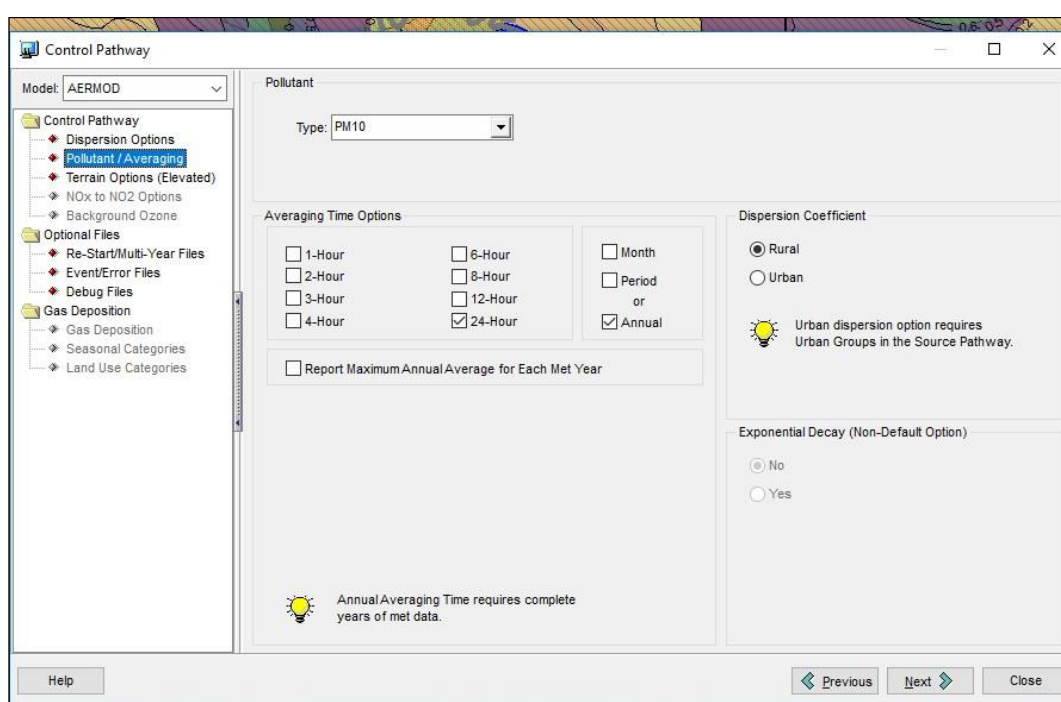 0.6 0.5
Control Pathway
Model: AERMOD
Control Pathway
Dispersion Options
Pollutant / Averaging
Terrain Options (Elevated)
NOx to NO2 Options
Background Ozone
Optional Files
Re-Start/Multi-Year Files
Event/Error Files
Debug Files
Gas Deposition
Gas Deposition
Seasonal Categories
Land Use Categories
Pollutant
Type: PM10
Averaging Time Options
1-Hour
2-Hour
3-Hour
4-Hour
6-Hour
8-Hour
12-Hour
24-Hour
Month
Period
or
Annual
Report Maximum Annual Average for Each Met Year
Annual Averaging Time requires complete
years of met data.
Dispersion Coefficient
Rural
Urban
Urban dispersion option requires
Urban Groups in the Source Pathway.
Exponential Decay (Non-Default Option)
No
Yes
Help
Previous
Next
Close